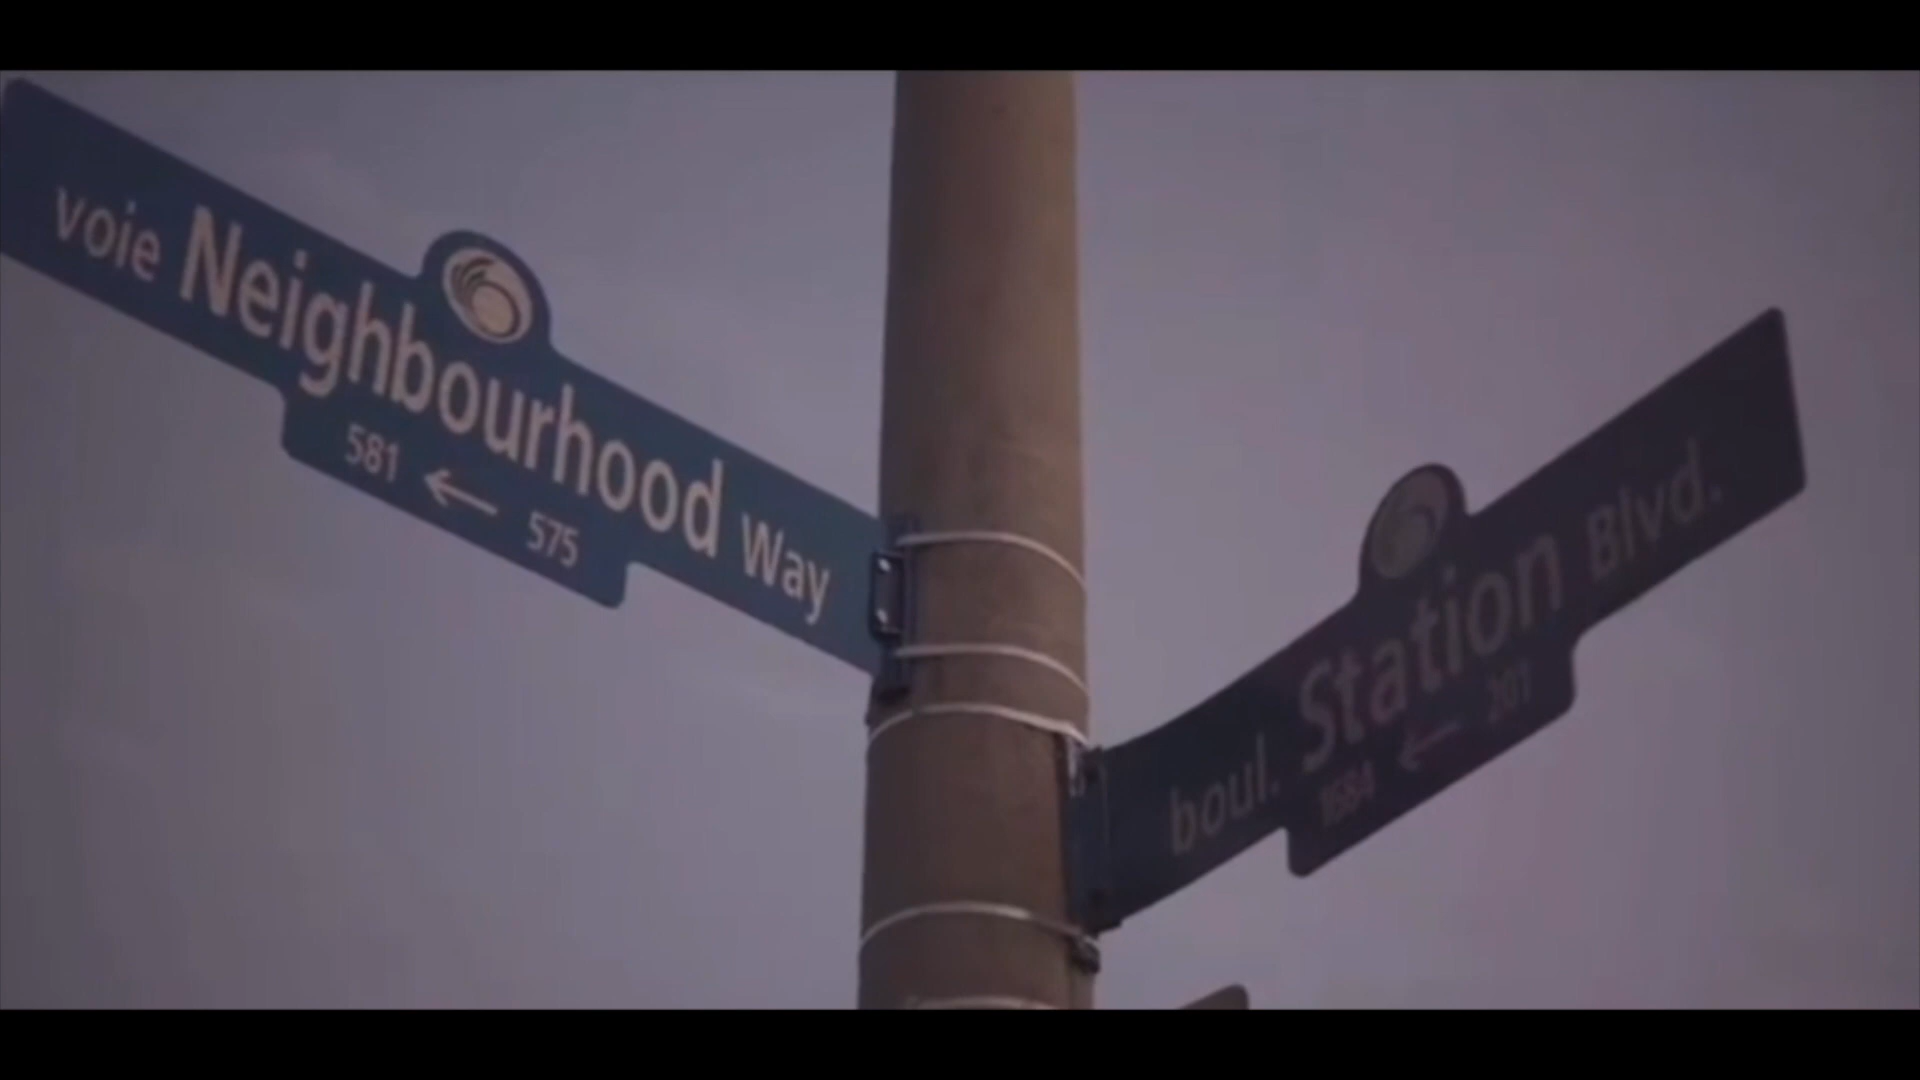 voie Neighbourhood Way
581 ← 575
boul. Station Blvd.
1684 ← 201